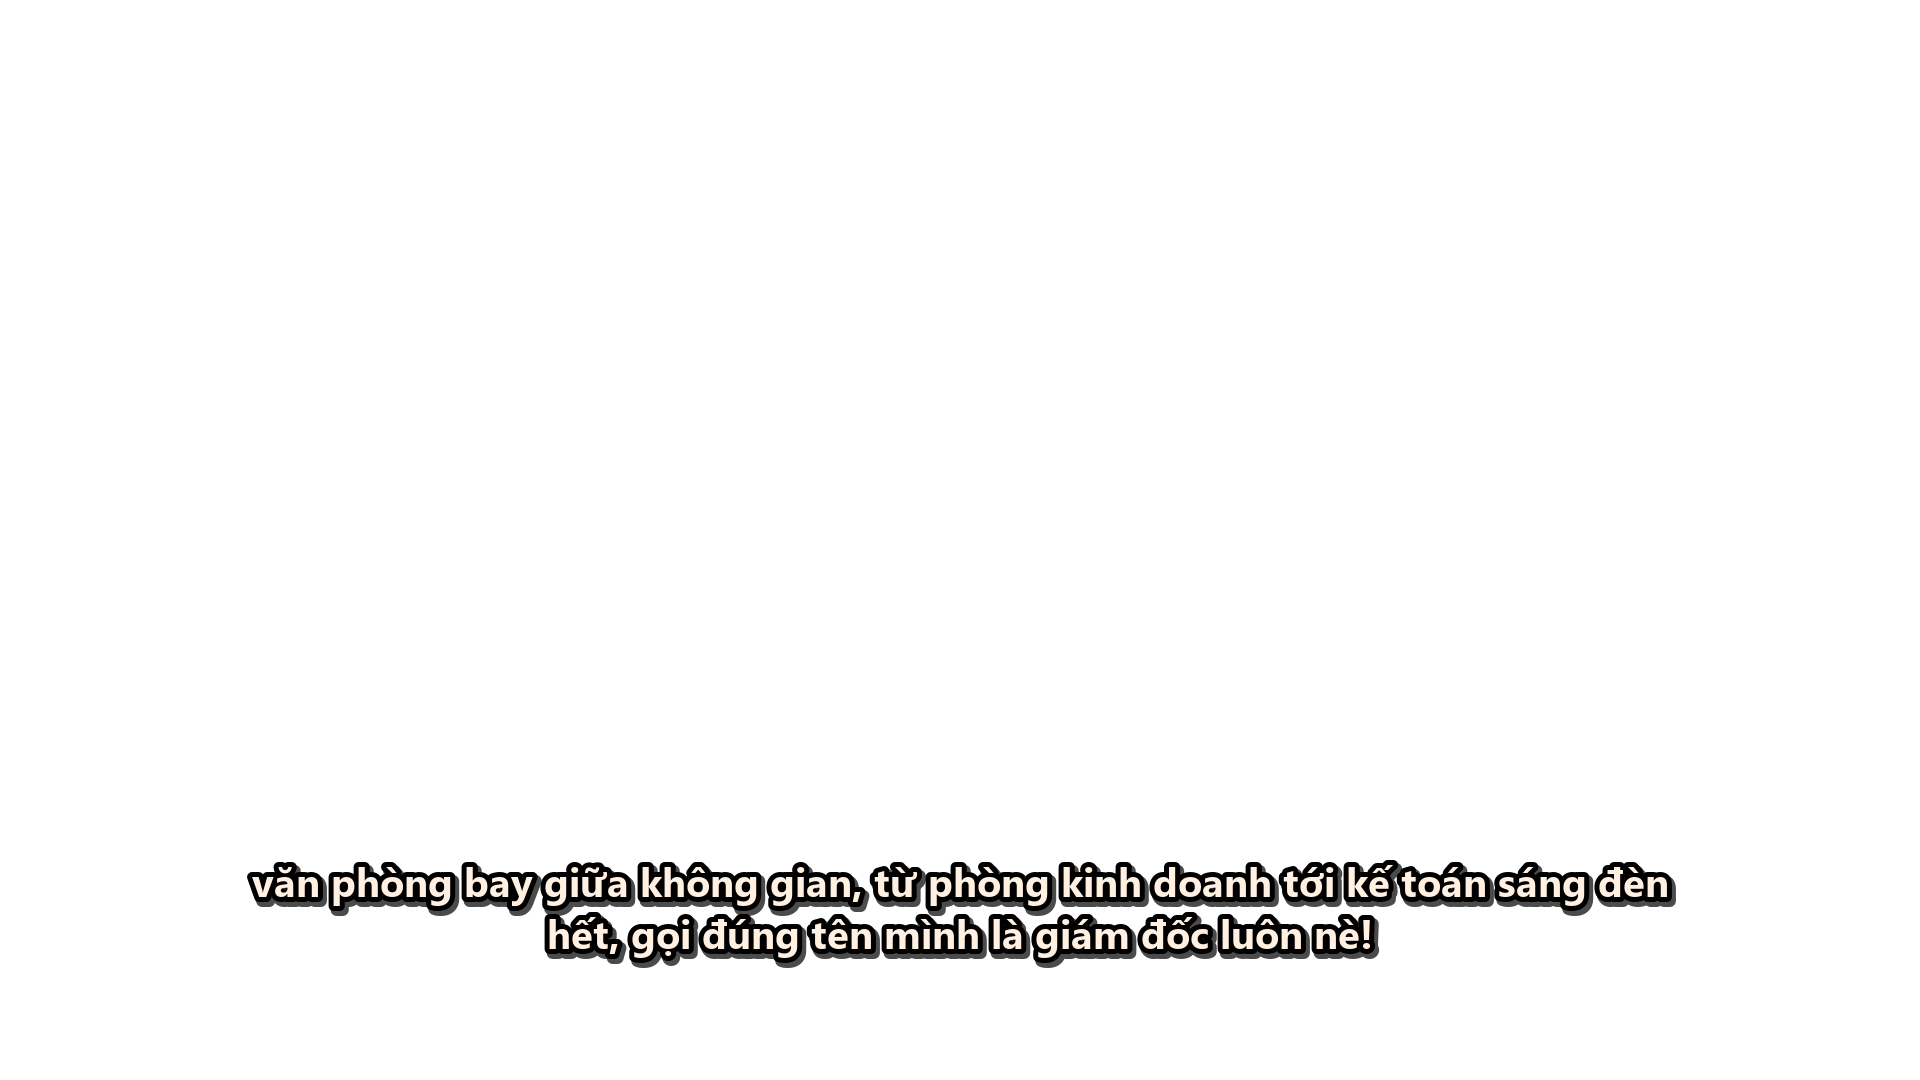 văn phòng bay giữa không gian, từ phòng kinh doanh tới kế toán sáng đèn
hết, gọi đúng tên mình là giám đốc luôn nè!